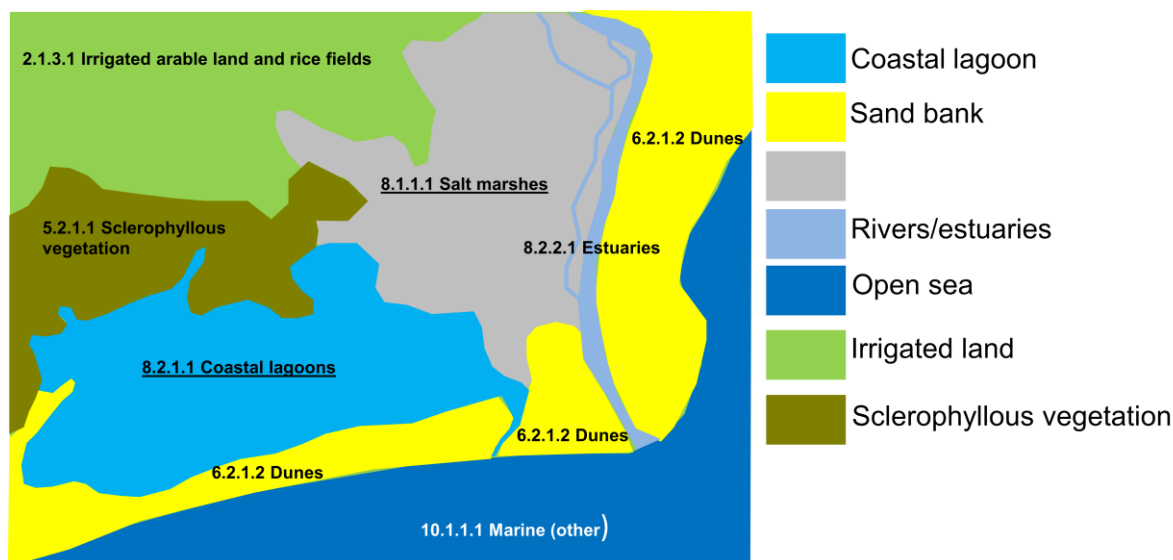 2.1.3.1 Irrigated arable land and rice fields
6.2.1.2 Dunes
8.1.1.1 Salt marshes
5.2.1.1 Sclerophyllous
vegetation
8.2.2.1 Estuaries
8.2.1.1 Coastal lagoons
6.2.1.2 Dunes
6.2.1.2 Dunes
10.1.1.1 Marine (other)
Coastal lagoon
Sand bank
Rivers/estuaries
Open sea
Irrigated land
Sclerophyllous vegetation